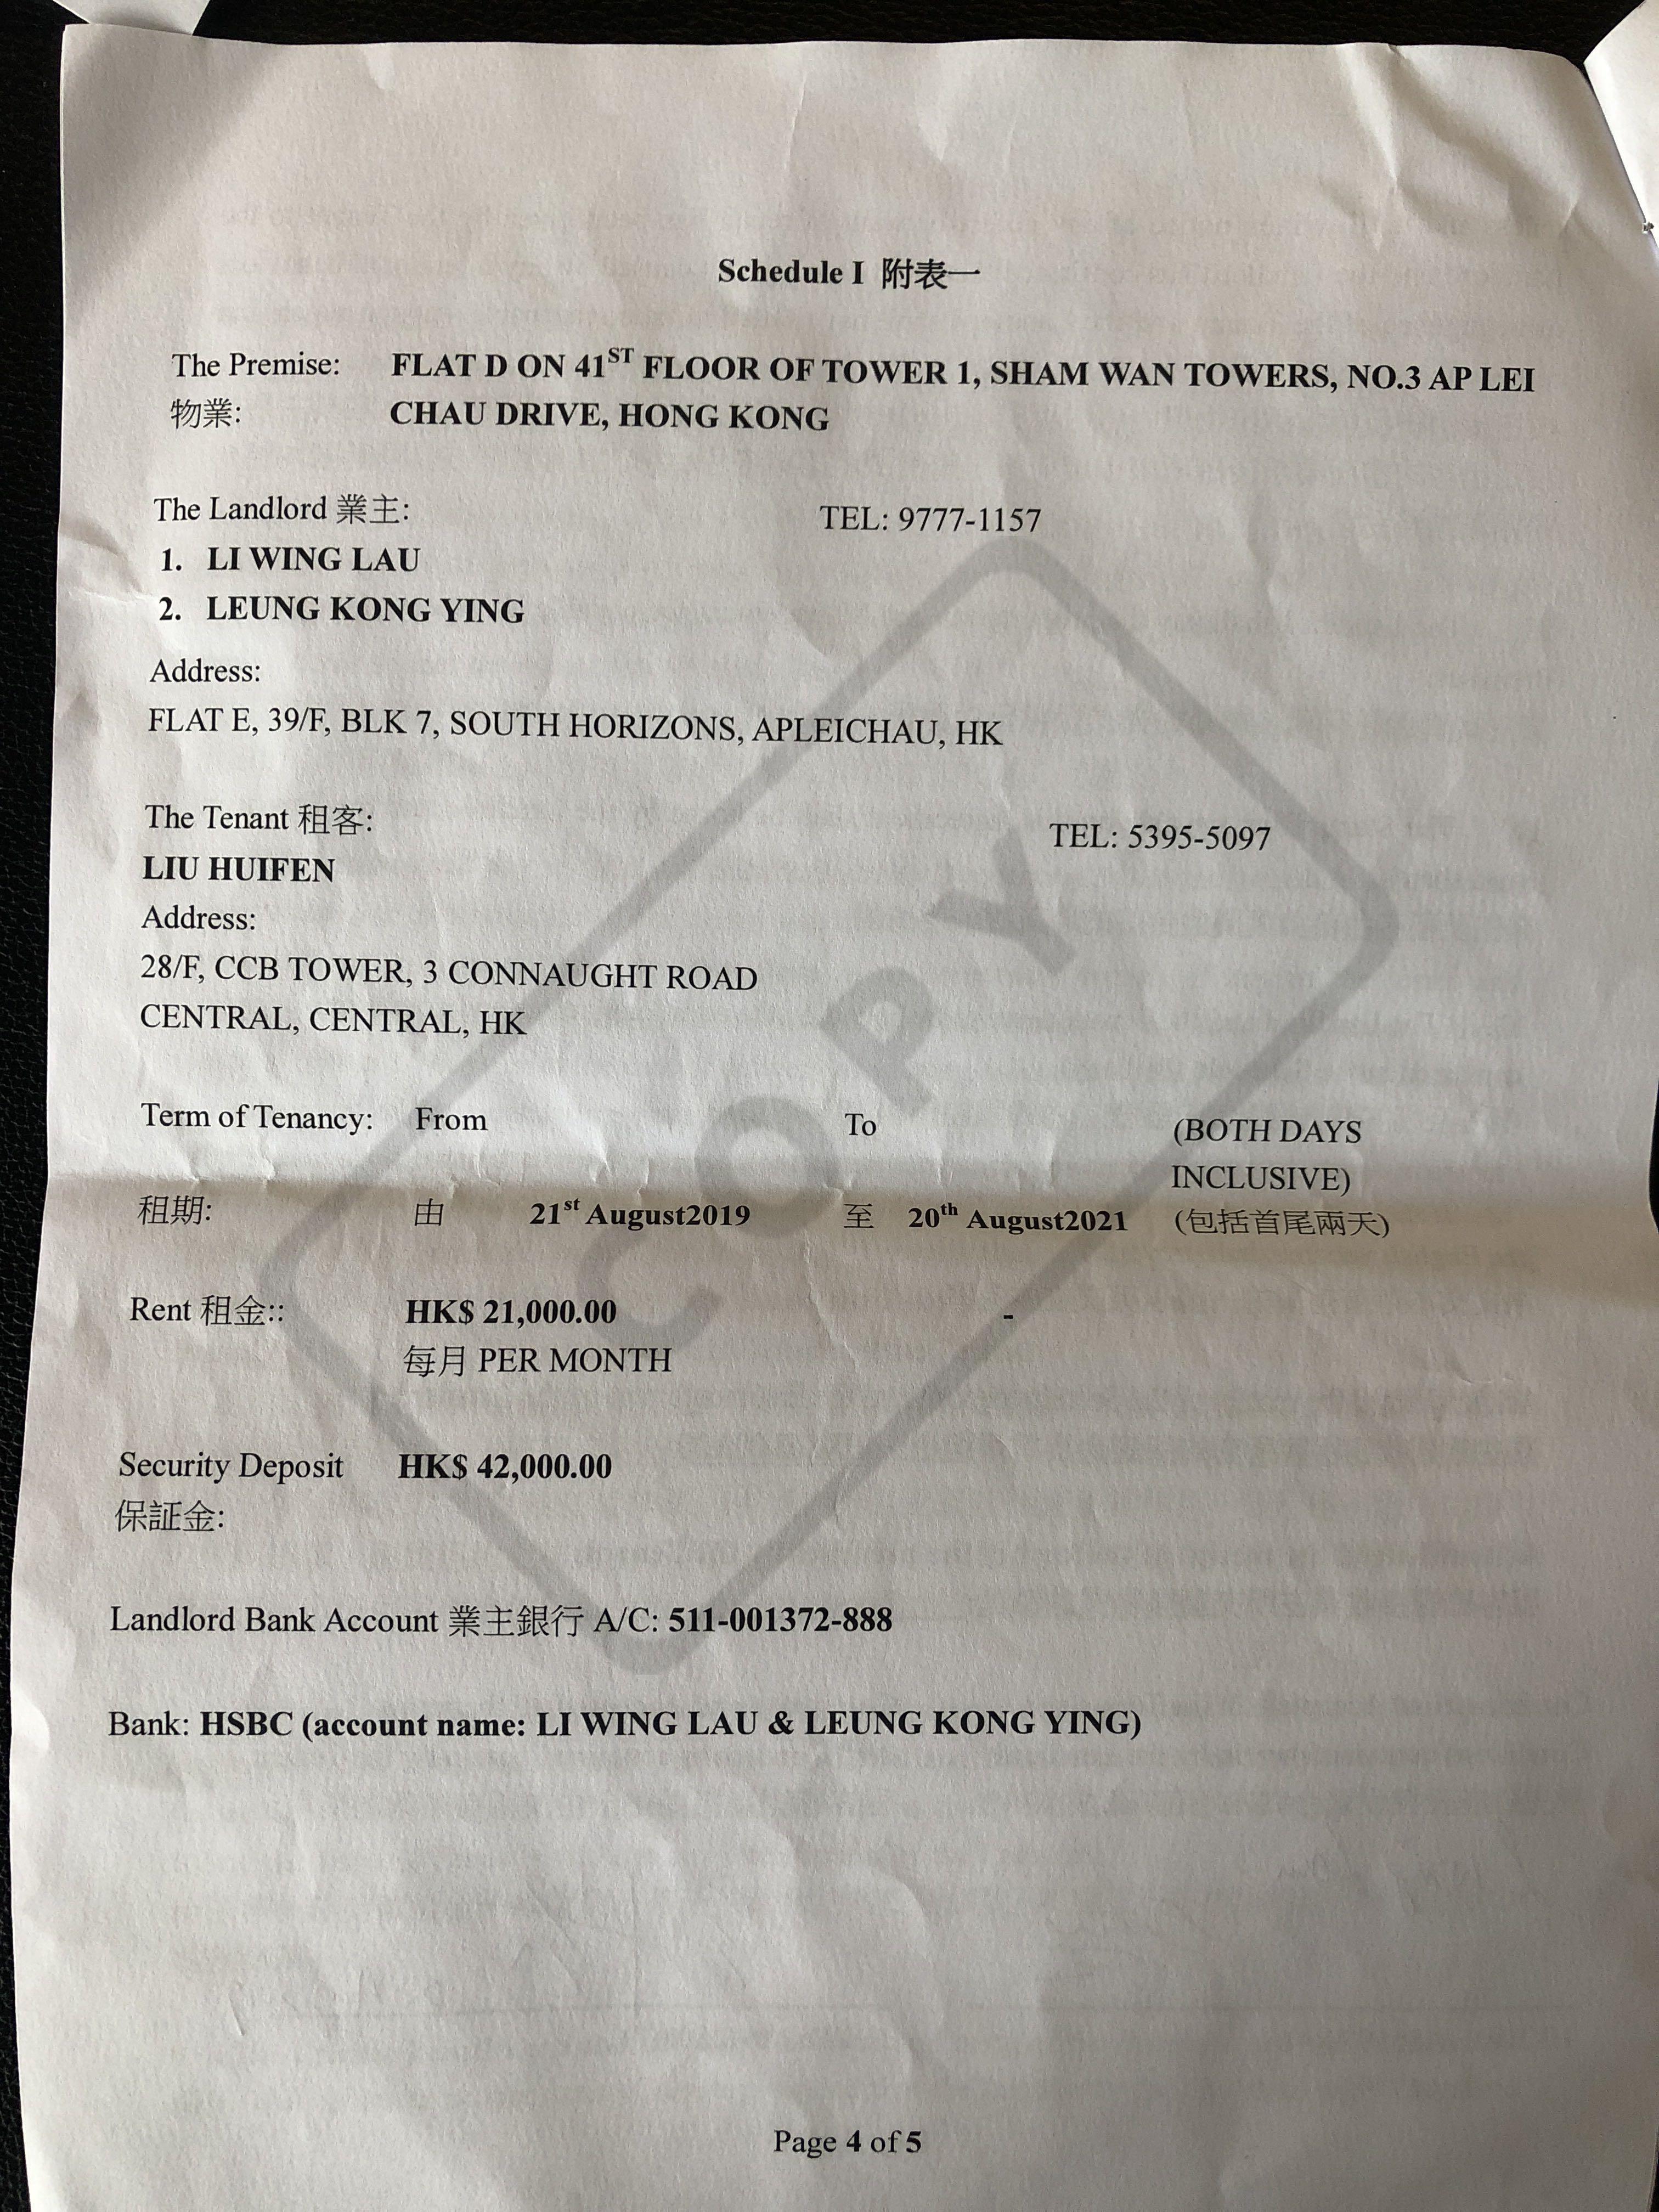 Schedule I 附表一
The Premise: FLAT D ON 41ST FLOOR OF TOWER 1, SHAM WAN TOWERS, NO.3 AP LEI
物業: CHAU DRIVE, HONG KONG
The Landlord 業主: TEL: 9777-1157
1. LI WING LAU
2. LEUNG KONG YING
Address:
FLAT E, 39/F, BLK 7, SOUTH HORIZONS, APLEICHAU, HK
The Tenant 租客: TEL: 5395-5097
LIU HUIFEN
Address:
28/F, CCB TOWER, 3 CONNAUGHT ROAD
CENTRAL, CENTRAL, HK
Term of Tenancy: From To (BOTH DAYS
INCLUSIVE)
租期: 由 21st August2019 至 20th August2021 (包括首尾兩天)
Rent 租金:: HK$ 21,000.00 -
每月 PER MONTH
Security Deposit HK$ 42,000.00
保証金:
Landlord Bank Account 業主銀行 A/C: 511-001372-888
Bank: HSBC (account name: LI WING LAU & LEUNG KONG YING)
COPY
Page 4 of 5